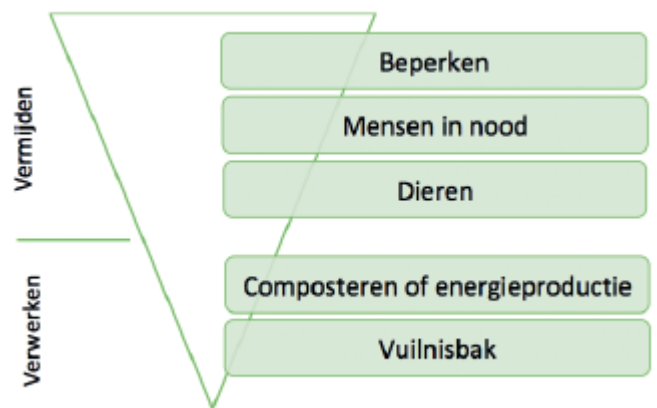 Vermijden
Beperken
Mensen in nood
Dieren
Verwerken
Composteren of energieproductie
Vuilnisbak